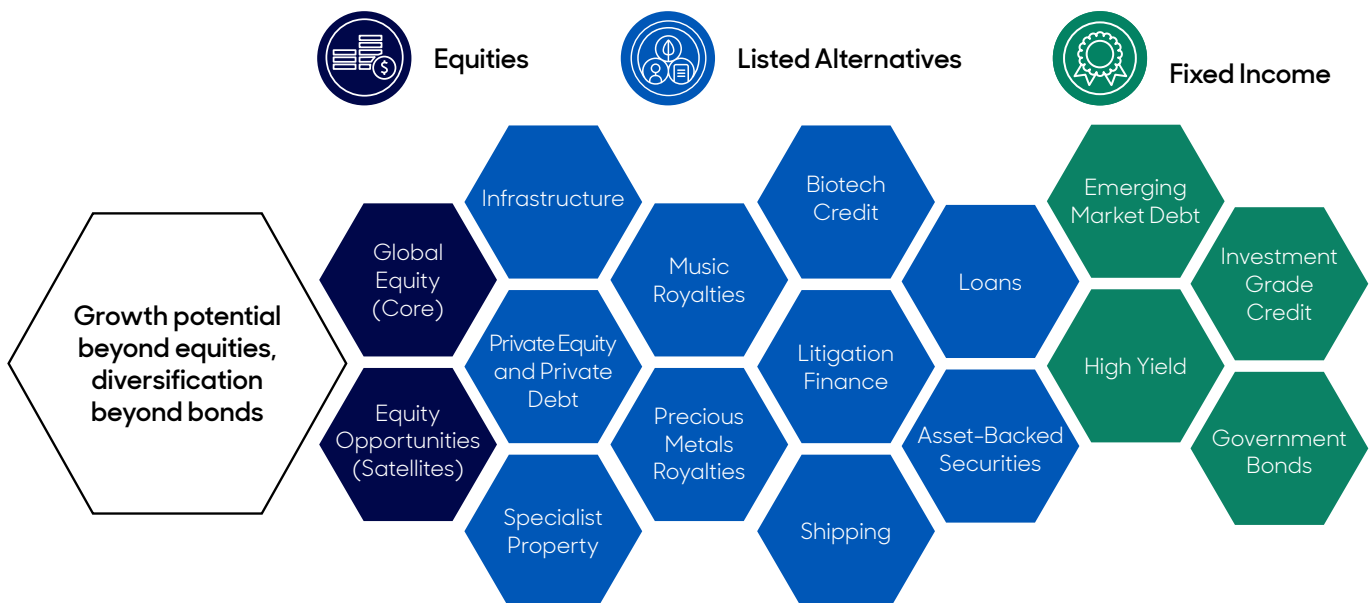 Equities
Listed Alternatives
Fixed Income
Growth potential
beyond equities,
diversification
beyond bonds
Global
Equity
(Core)
Equity
Opportunities
(Satellites)
Infrastructure
Private Equity
and Private
Debt
Specialist
Property
Music
Royalties
Precious
Metals
Royalties
Biotech
Credit
Litigation
Finance
Shipping
Loans
Asset-Backed
Securities
Emerging
Market Debt
High Yield
Investment
Grade
Credit
Government
Bonds